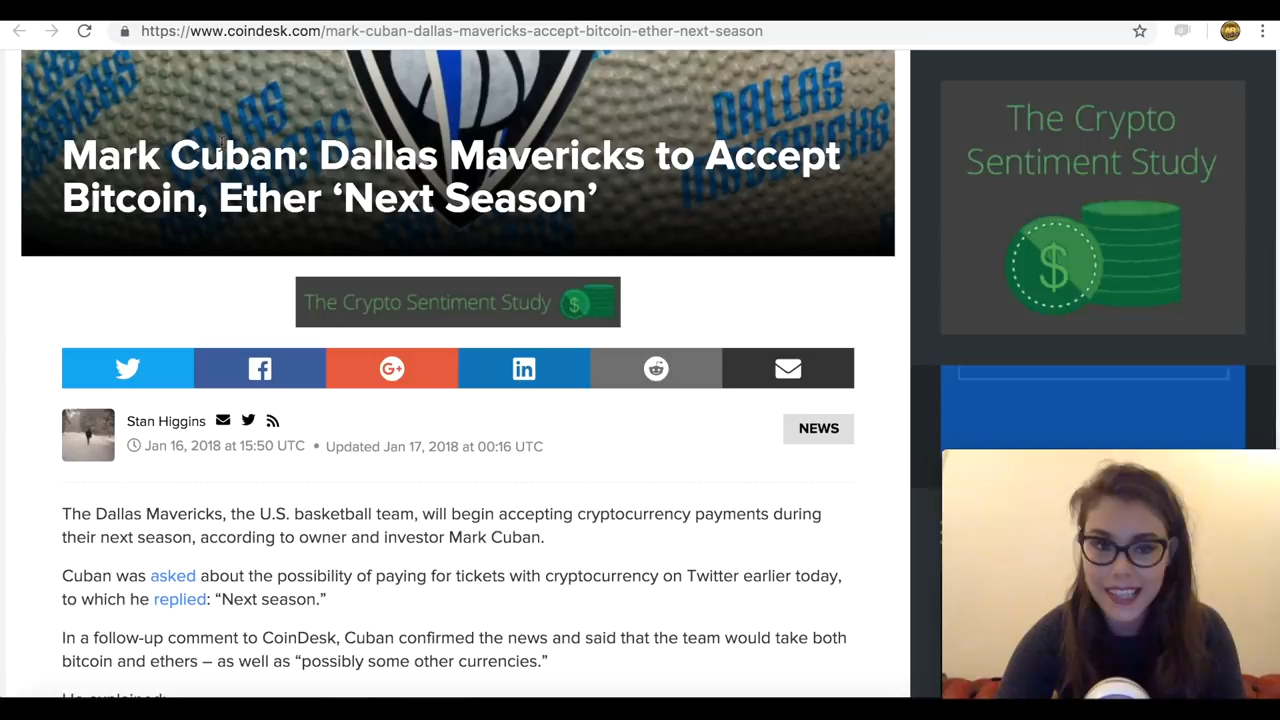 https://www.coindesk.com/mark-cuban-dallas-mavericks-accept-bitcoin-ether-next-season
DALLAS
MAVERICKS
DALLAS
MAVERICKS
Mark Cuban: Dallas Mavericks to Accept
Bitcoin, Ether ‘Next Season’
The Crypto
Sentiment Study
$
The Crypto Sentiment Study $
Stan Higgins
Jan 16, 2018 at 15:50 UTC • Updated Jan 17, 2018 at 00:16 UTC
NEWS
The Dallas Mavericks, the U.S. basketball team, will begin accepting cryptocurrency payments during
their next season, according to owner and investor Mark Cuban.
Cuban was asked about the possibility of paying for tickets with cryptocurrency on Twitter earlier today,
to which he replied: “Next season.”
In a follow-up comment to CoinDesk, Cuban confirmed the news and said that the team would take both
bitcoin and ethers – as well as “possibly some other currencies.”